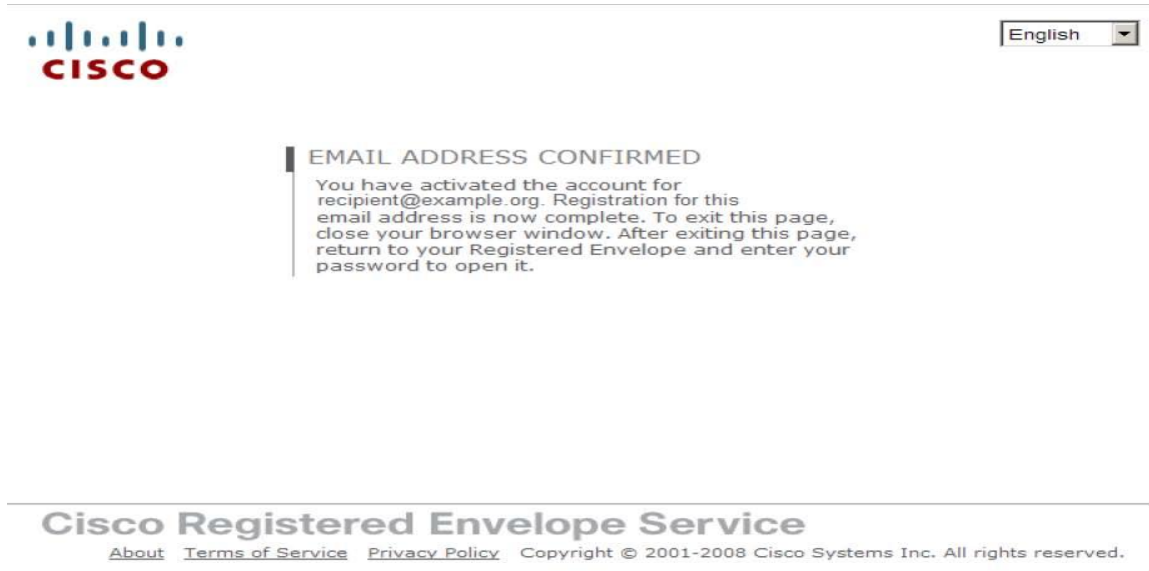 English
CISCO
EMAIL ADDRESS CONFIRMED
You have activated the account for
recipient@example.org. Registration for this
email address is now complete. To exit this page,
close your browser window. After exiting this page,
return to your Registered Envelope and enter your
password to open it.
Cisco Registered Envelope Service
About Terms of Service Privacy Policy Copyright © 2001-2008 Cisco Systems Inc. All rights reserved.